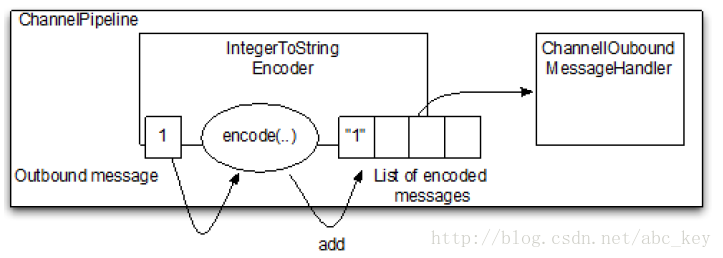 ChannelPipeline
IntegerToString
Encoder
ChannellOubound
MessageHandler
1
encode(..)
"1"
Outbound message
List of encoded
messages
add
http://blog.csdn.net/abc_key